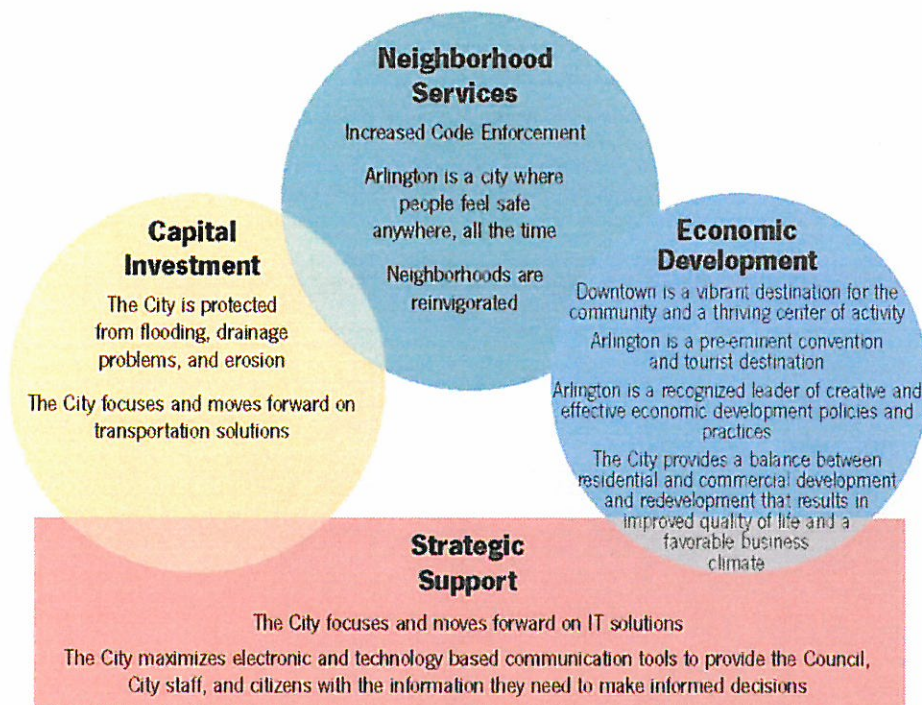 Neighborhood
Services
Increased Code Enforcement
Arlington is a city where
people feel safe
anywhere, all the time
Neighborhoods are
reinvigorated
Capital
Investment
The City is protected
from flooding, drainage
problems, and erosion
The City focuses and moves forward on
transportation solutions
Economic
Development
Downtown is a vibrant destination for the
community and a thriving center of activity
Arlington is a pre-eminent convention
and tourist destination
Arlington is a recognized leader of creative and
effective economic development policies and
practices
The City provides a balance between
residential and commercial development
and redevelopment that results in
improved quality of life and a
favorable business
climate
Strategic
Support
The City focuses and moves forward on IT solutions
The City maximizes electronic and technology based communication tools to provide the Council,
City staff, and citizens with the information they need to make informed decisions